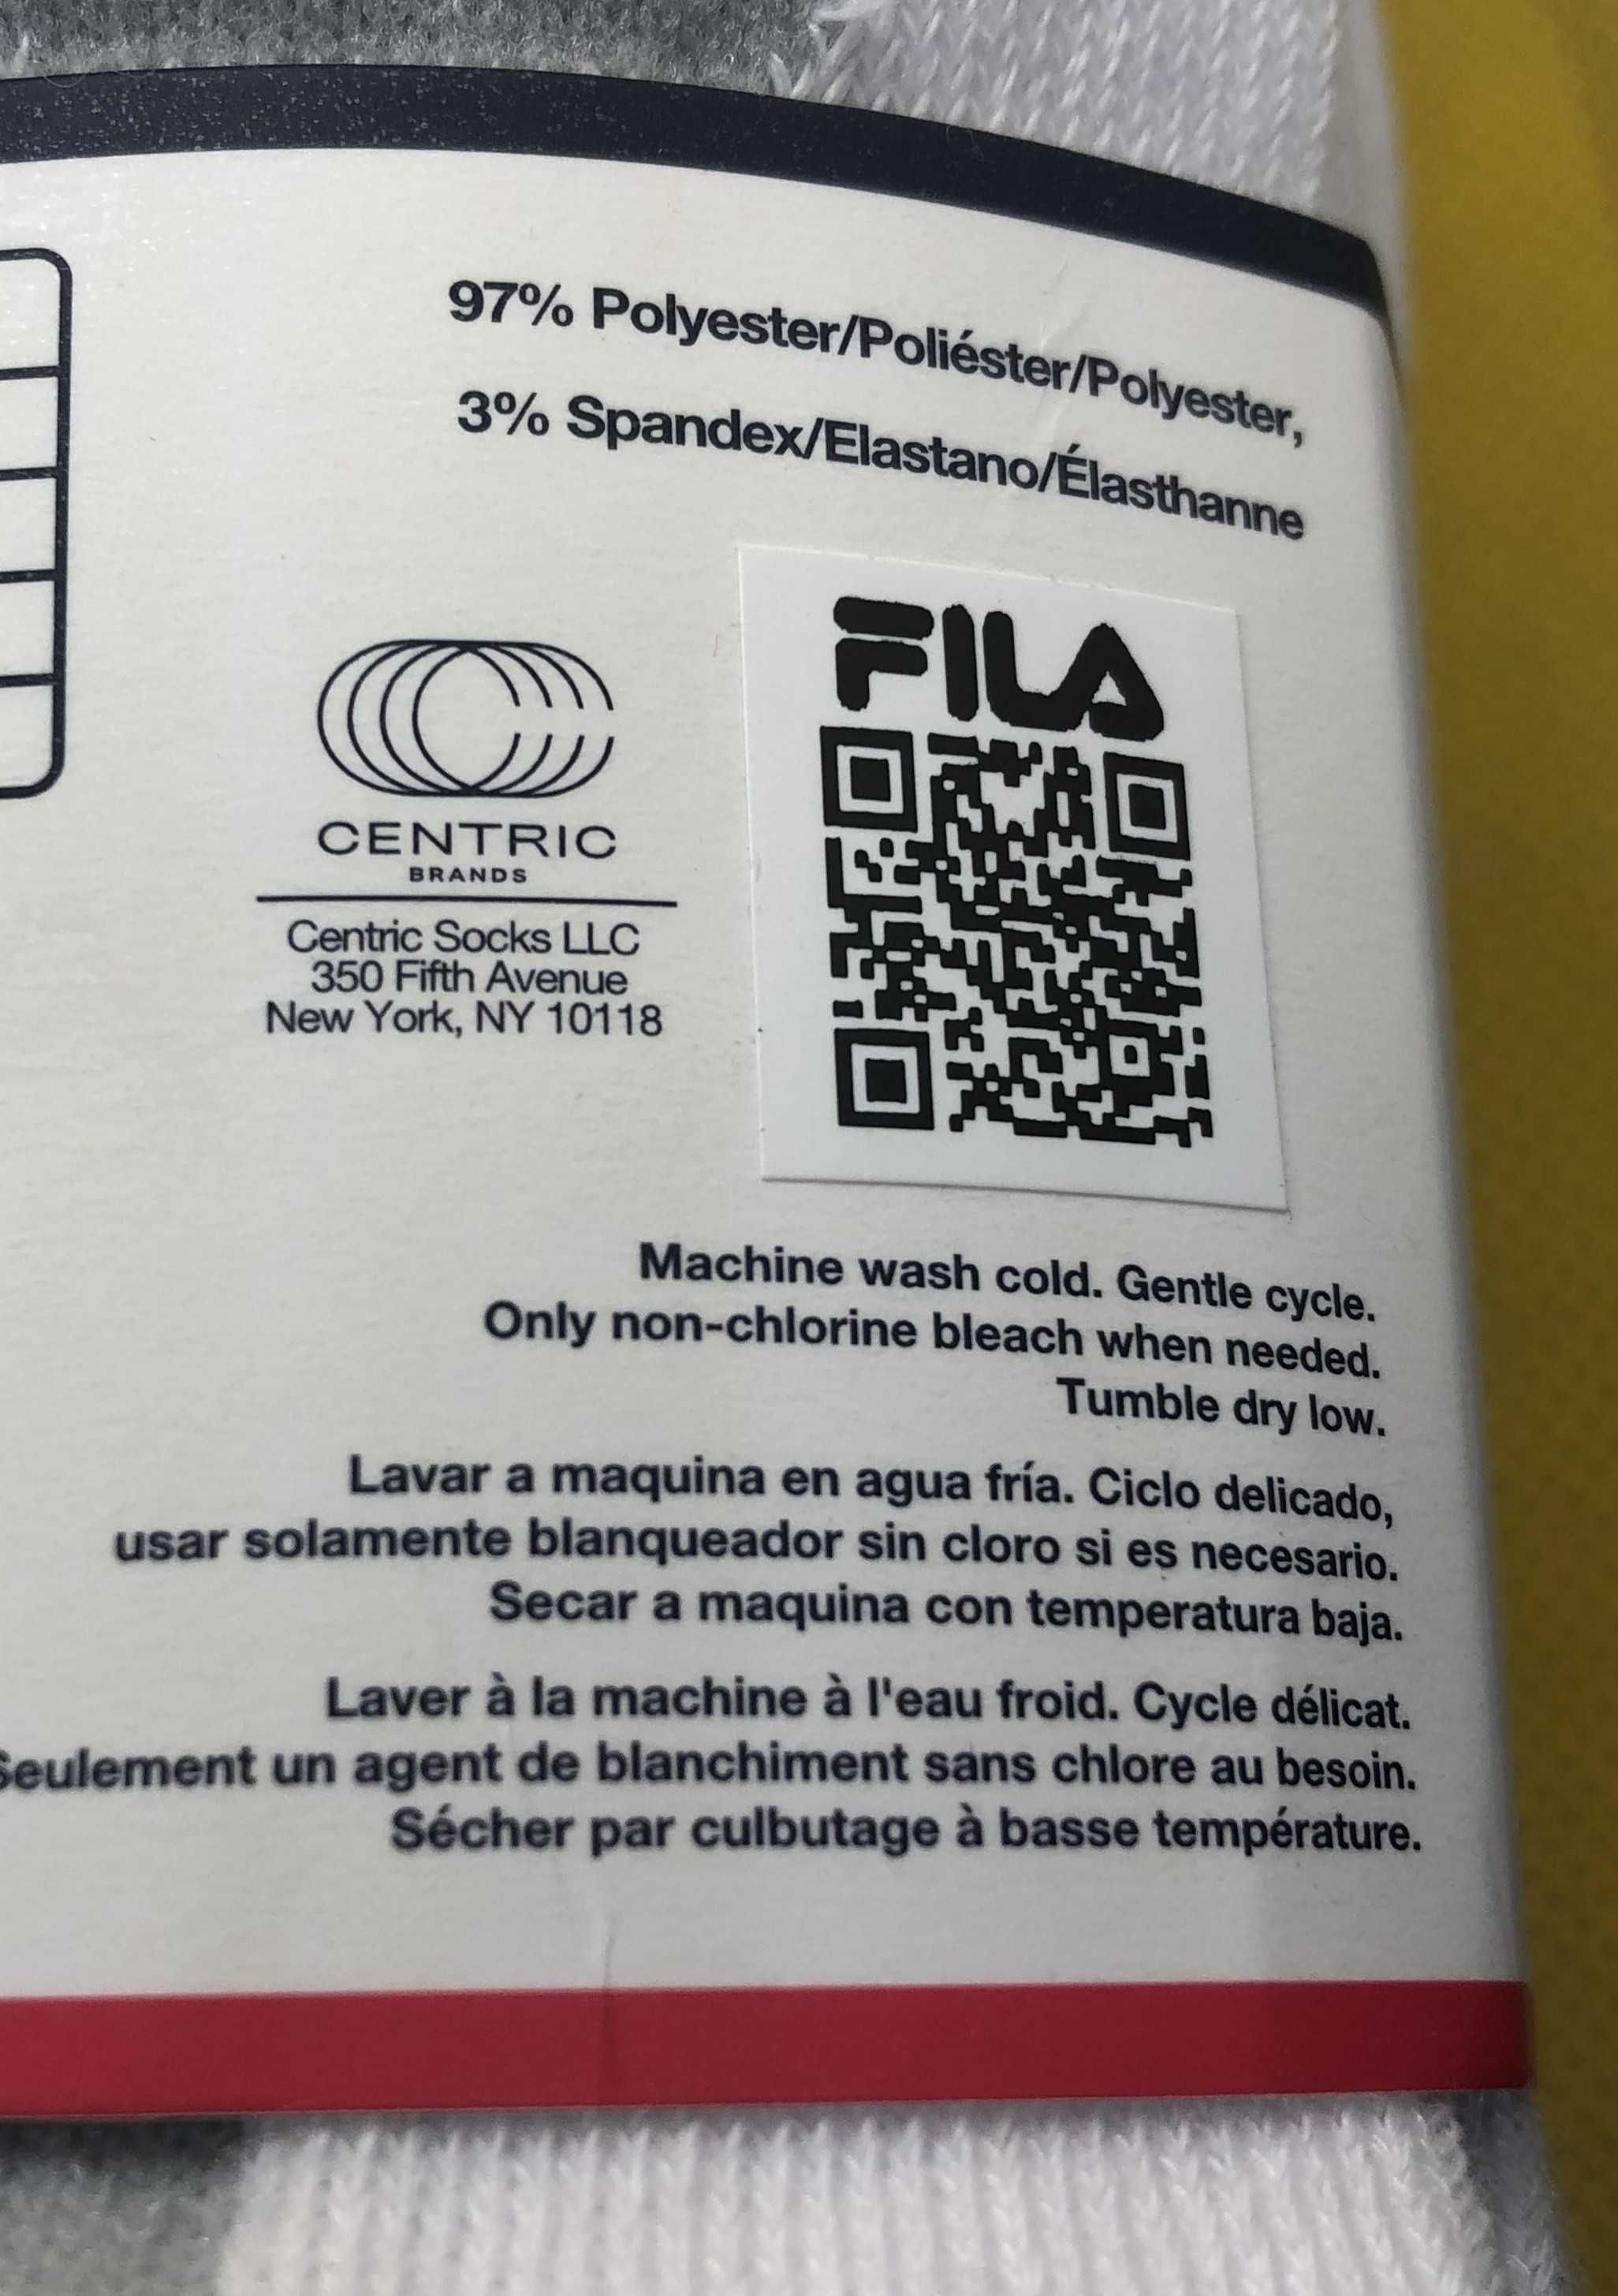 97% Polyester/Poliéster/Polyester,
3% Spandex/Elastano/Élasthanne
FILA
CENTRIC
BRANDS
Centric Socks LLC
350 Fifth Avenue
New York, NY 10118
Machine wash cold. Gentle cycle.
Only non-chlorine bleach when needed.
Tumble dry low.
Lavar a maquina en agua fría. Ciclo delicado,
usar solamente blanqueador sin cloro si es necesario.
Secar a maquina con temperatura baja.
Laver à la machine à l'eau froid. Cycle délicat.
Seulement un agent de blanchiment sans chlore au besoin.
Sécher par culbutage à basse température.